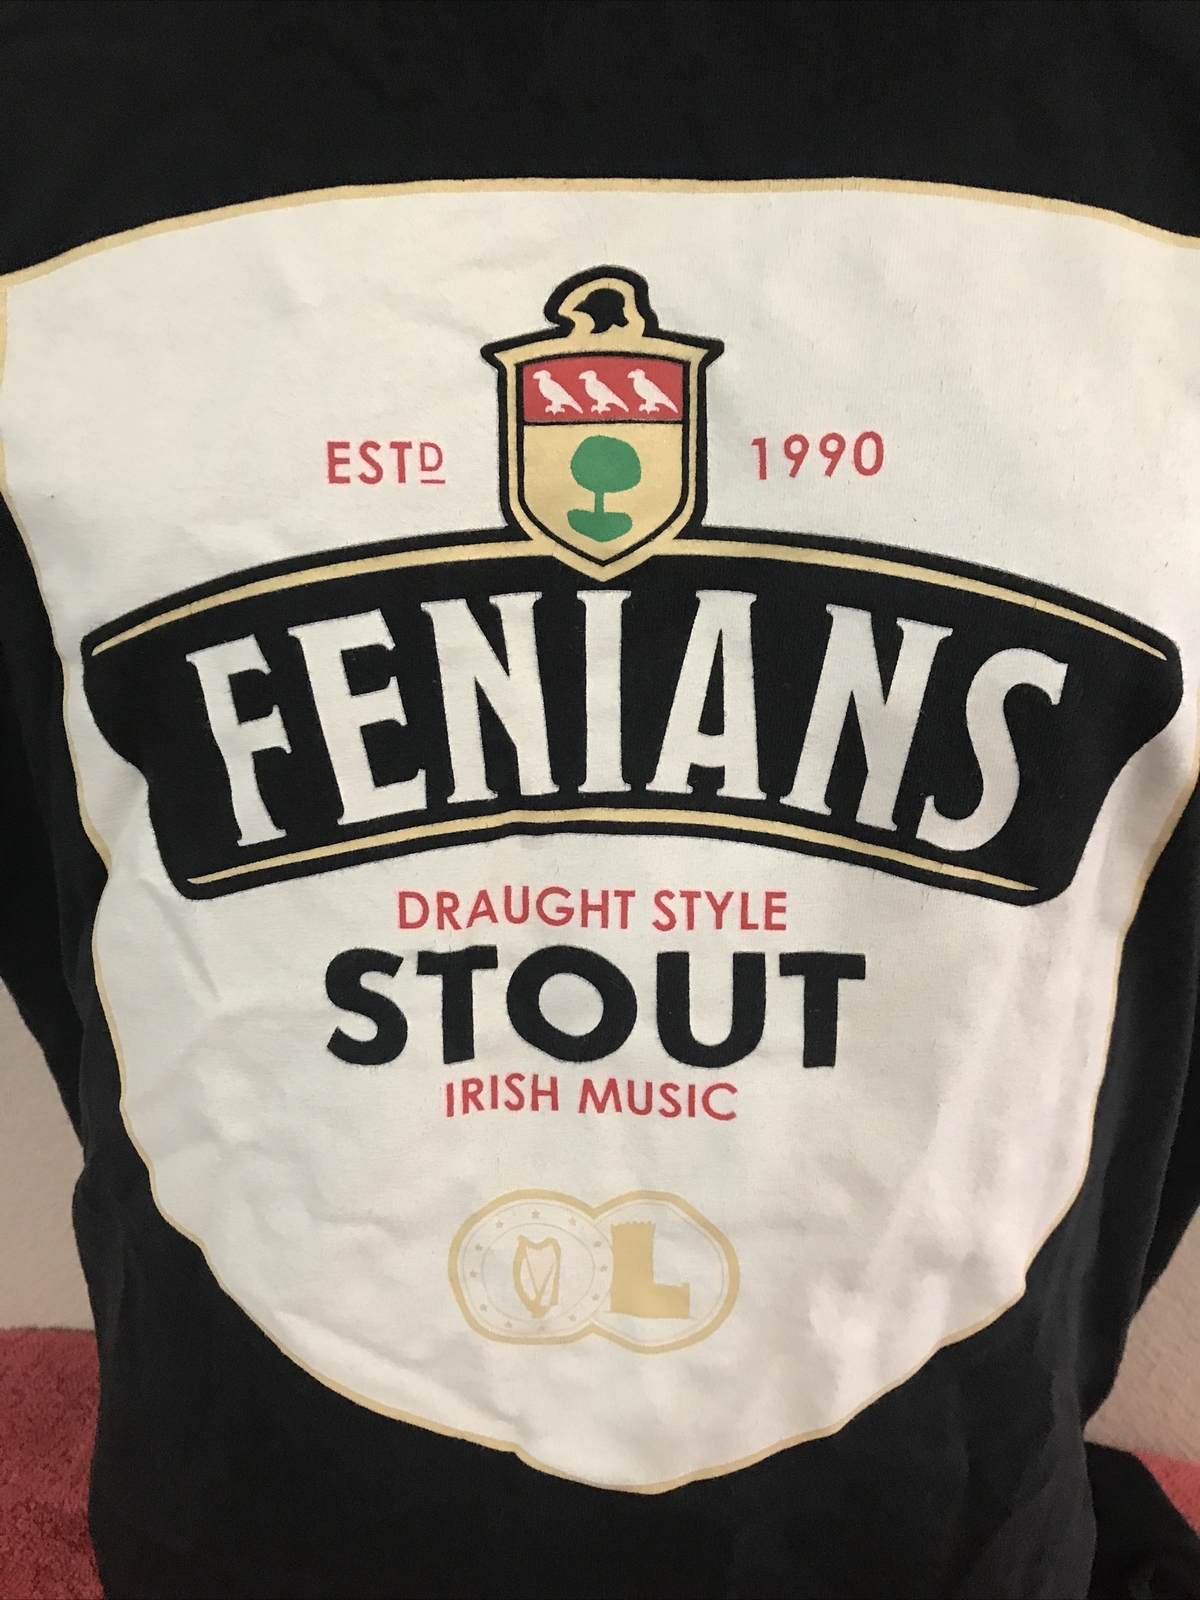 ESTD 1990
FENIANS
DRAUGHT STYLE
STOUT
IRISH MUSIC
L